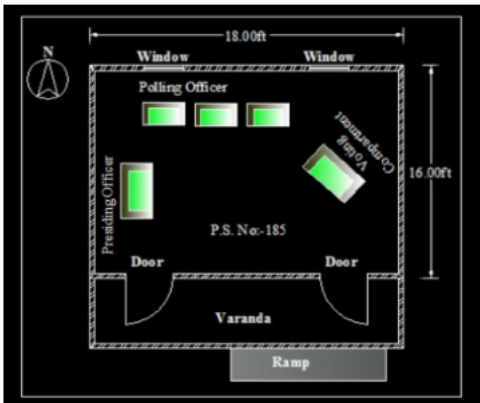 18.00ft
N
Window
Window
Polling Officer
Voting
Compartment
16.00ft
Presiding Officer
P.S. No:-185
Door
Door
Varanda
Ramp